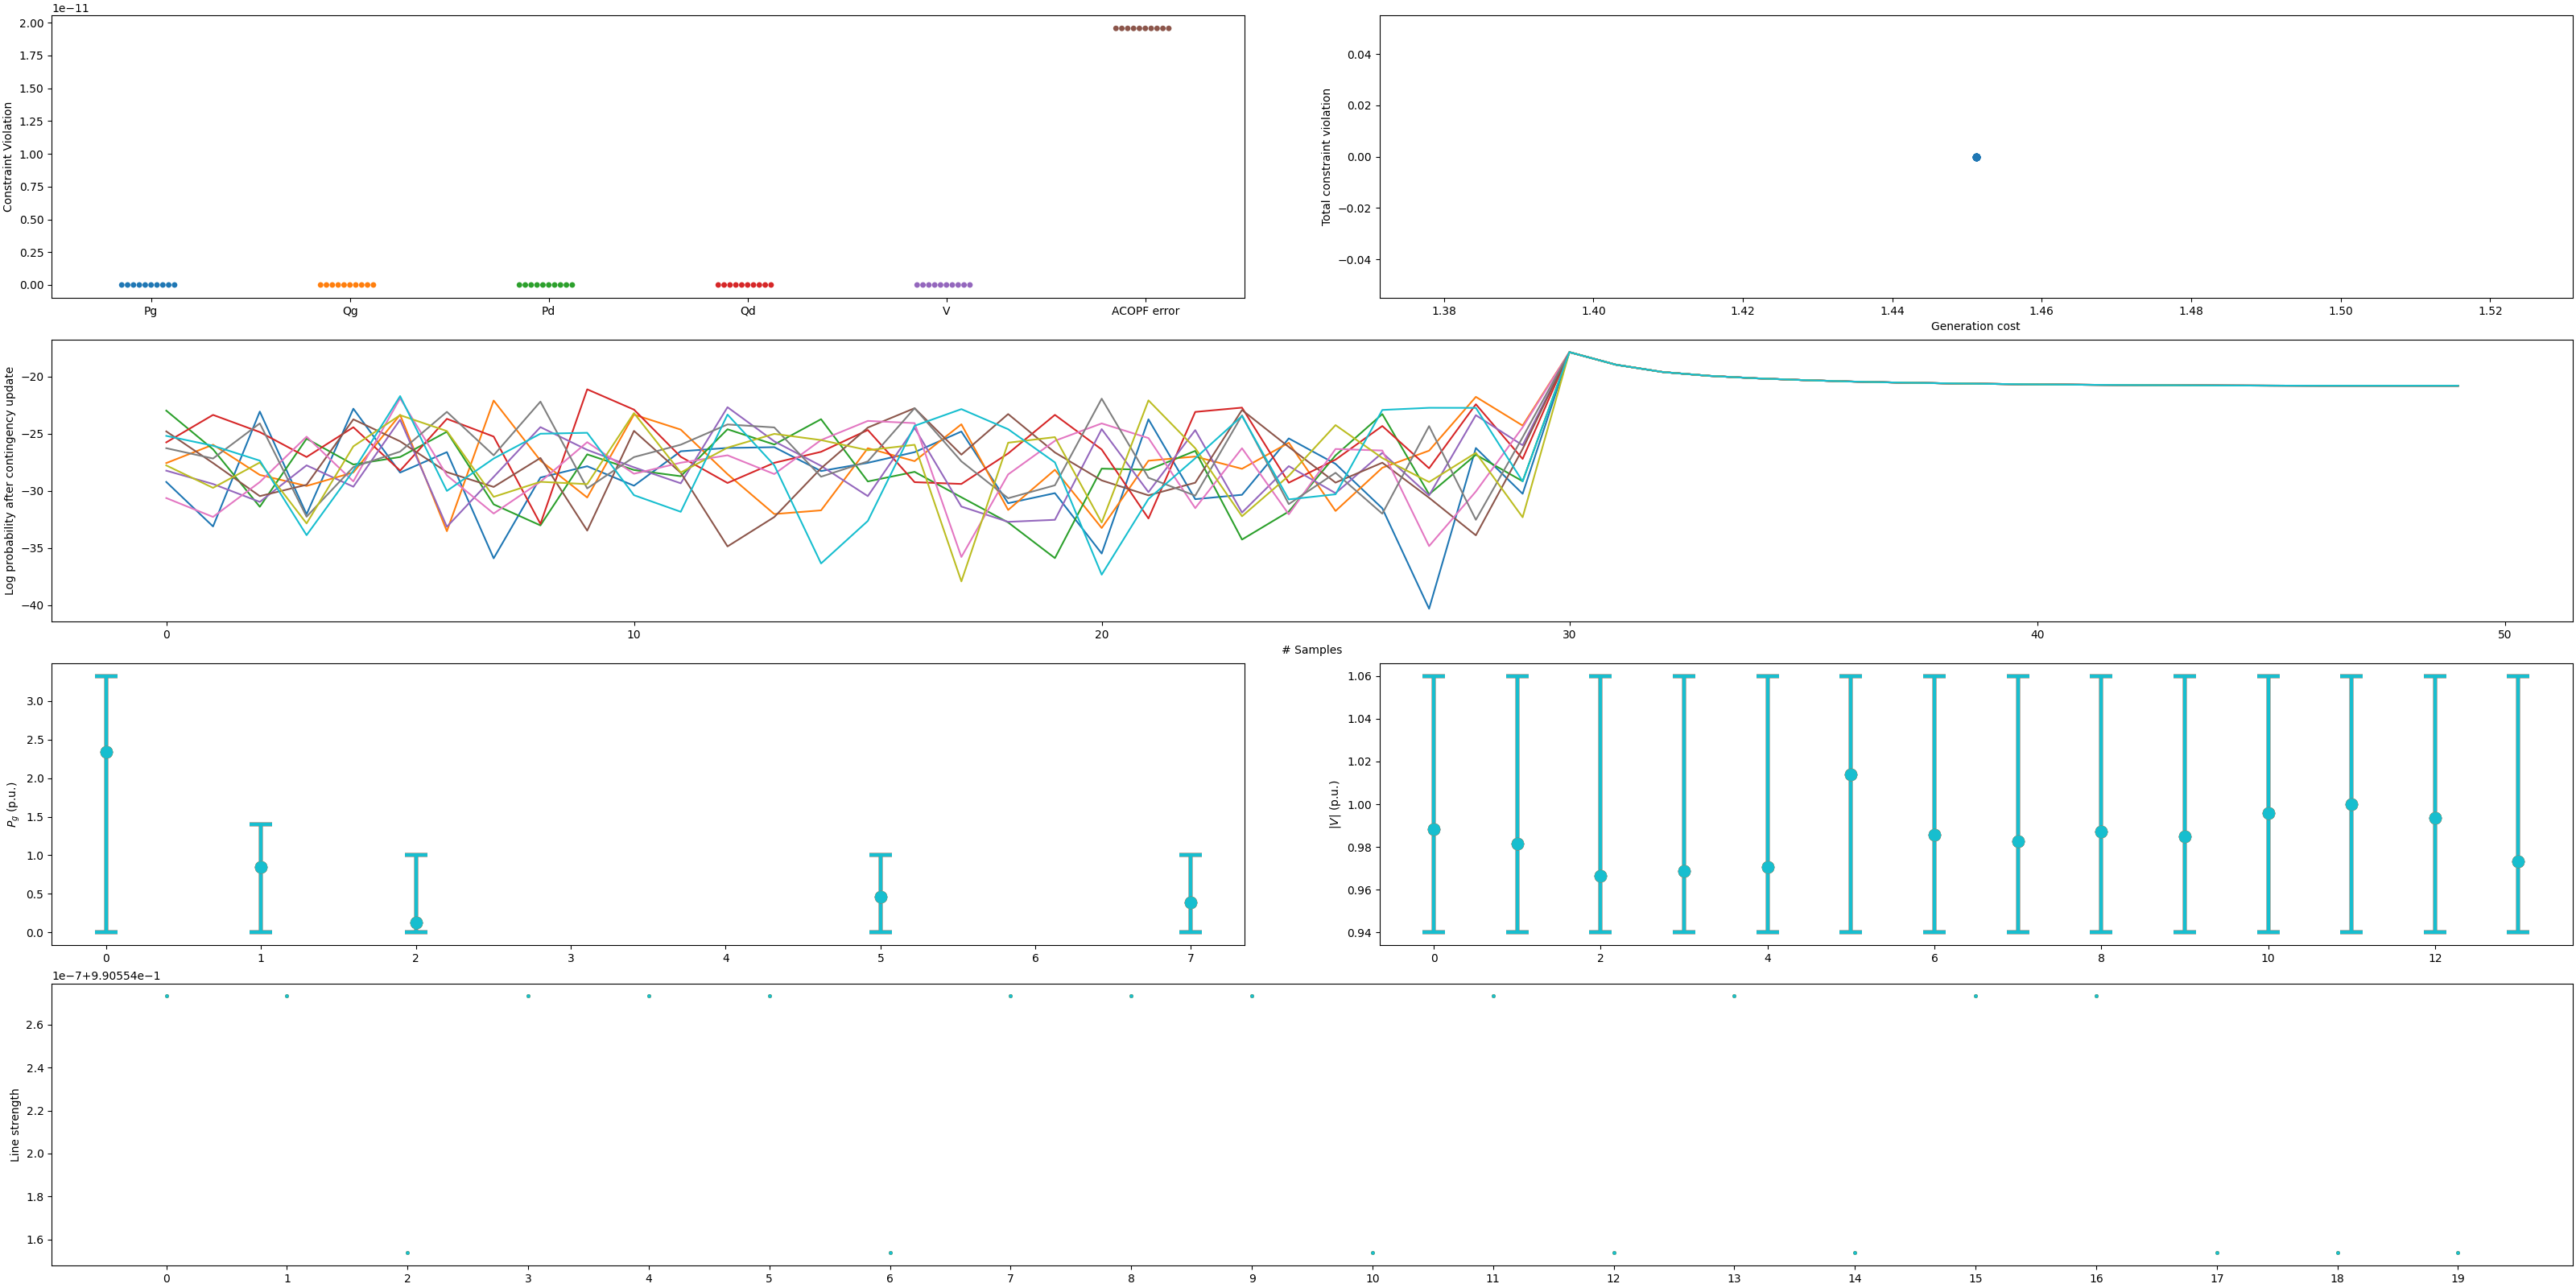 1e−11
2.00
1.75
1.50
1.25
1.00
0.75
0.50
0.25
0.00
Constraint Violation
Pg Qg Pd Qd V ACOPF error
0.04
0.02
0.00
−0.02
−0.04
Total constraint violation
1.38 1.40 1.42 1.44 1.46 1.48 1.50 1.52
Generation cost
−20
−25
−30
−35
−40
Log probability after contingency update
0 10 20 30 40 50
# Samples
3.0
2.5
2.0
1.5
1.0
0.5
0.0
P_g (p.u.)
0 1 2 3 4 5 6 7
1.06
1.04
1.02
1.00
0.98
0.96
0.94
|V| (p.u.)
0 2 4 6 8 10 12
1e−7+9.90554e−1
2.6
2.4
2.2
2.0
1.8
1.6
Line strength
0 1 2 3 4 5 6 7 8 9 10 11 12 13 14 15 16 17 18 19